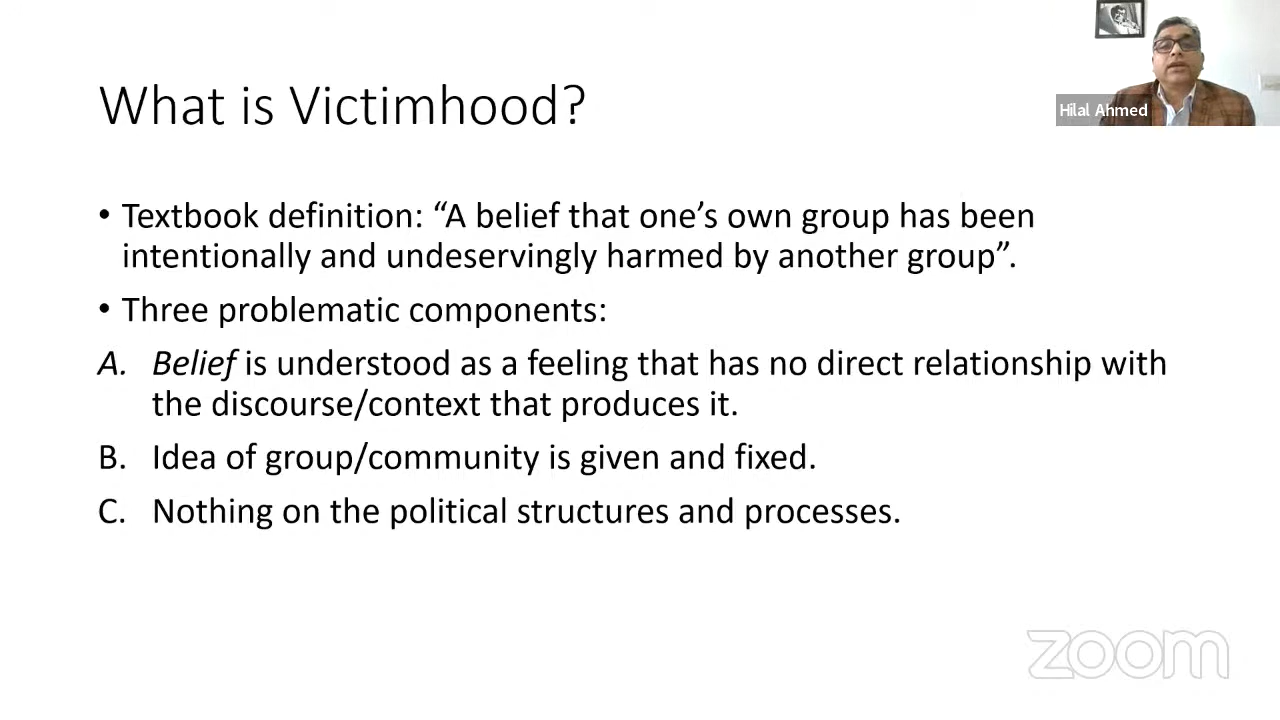 What is Victimhood?
Hilal Ahmed
• Textbook definition: “A belief that one’s own group has been
intentionally and undeservingly harmed by another group”.
• Three problematic components:
A. Belief is understood as a feeling that has no direct relationship with
the discourse/context that produces it.
B. Idea of group/community is given and fixed.
C. Nothing on the political structures and processes.
zoom